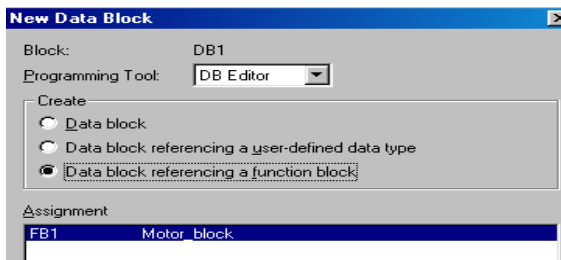 New Data Block
Block: DB1
Programming Tool: DB Editor
Create
Data block
Data block referencing a user-defined data type
Data block referencing a function block
Assignment
FB1 Motor_block